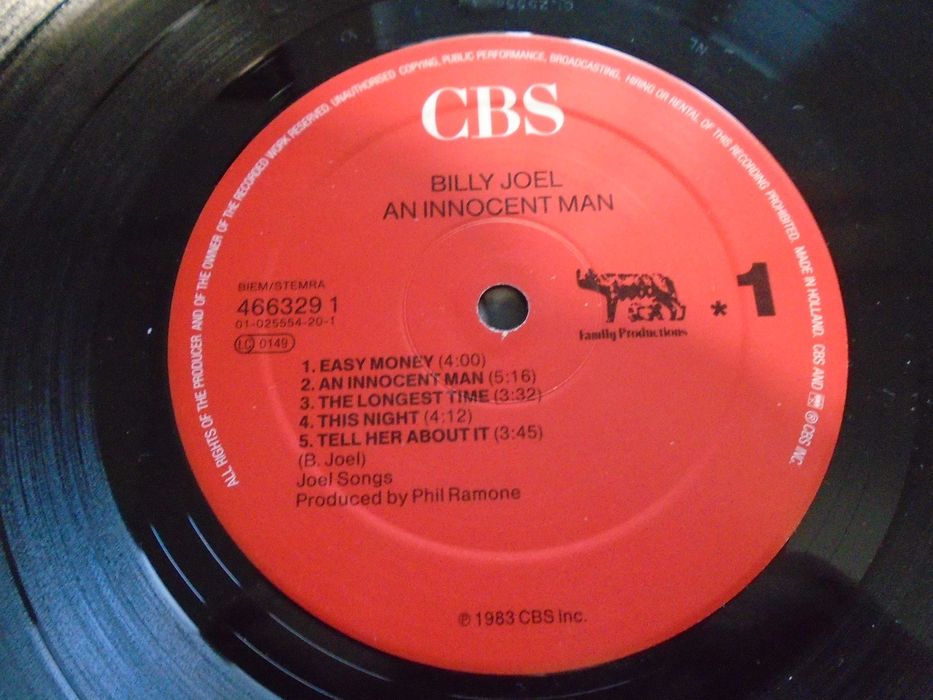 ALL RIGHTS OF THE PRODUCER AND OF THE OWNER OF THE RECORDED WORK RESERVED. UNAUTHORISED COPYING, PUBLIC PERFORMANCE, BROADCASTING, HIRING OR RENTAL OF THIS RECORDING PROHIBITED. MADE IN HOLLAND. CBS AND ℗ CBS INC.
CBS
BILLY JOEL
AN INNOCENT MAN
BIEM/STEMRA
466329 1
01-025554-20-1
LC 0149
Family Productions
* 1
1. EASY MONEY (4:00)
2. AN INNOCENT MAN (5:16)
3. THE LONGEST TIME (3:32)
4. THIS NIGHT (4:12)
5. TELL HER ABOUT IT (3:45)
(B. Joel)
Joel Songs
Produced by Phil Ramone
℗ 1983 CBS Inc.